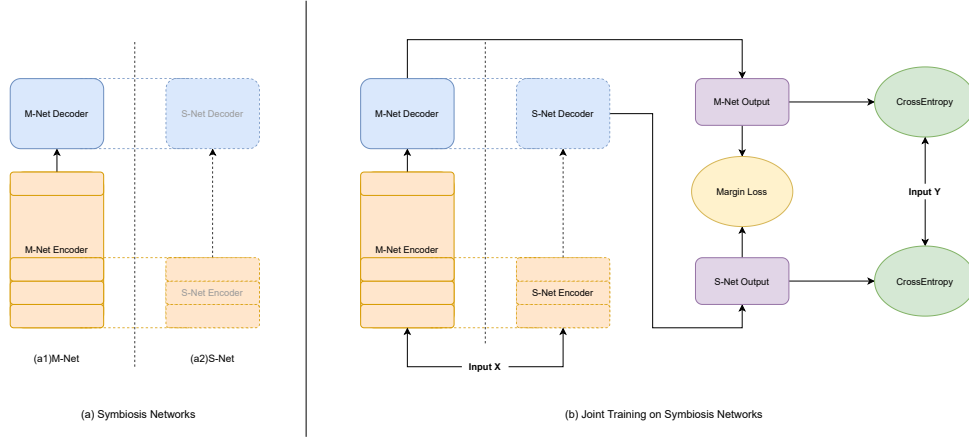 M-Net Decoder
S-Net Decoder
M-Net Encoder
S-Net Encoder
(a1)M-Net
(a2)S-Net
(a) Symbiosis Networks
M-Net Decoder
S-Net Decoder
M-Net Encoder
S-Net Encoder
Input X
M-Net Output
CrossEntropy
Margin Loss
Input Y
S-Net Output
CrossEntropy
(b) Joint Training on Symbiosis Networks